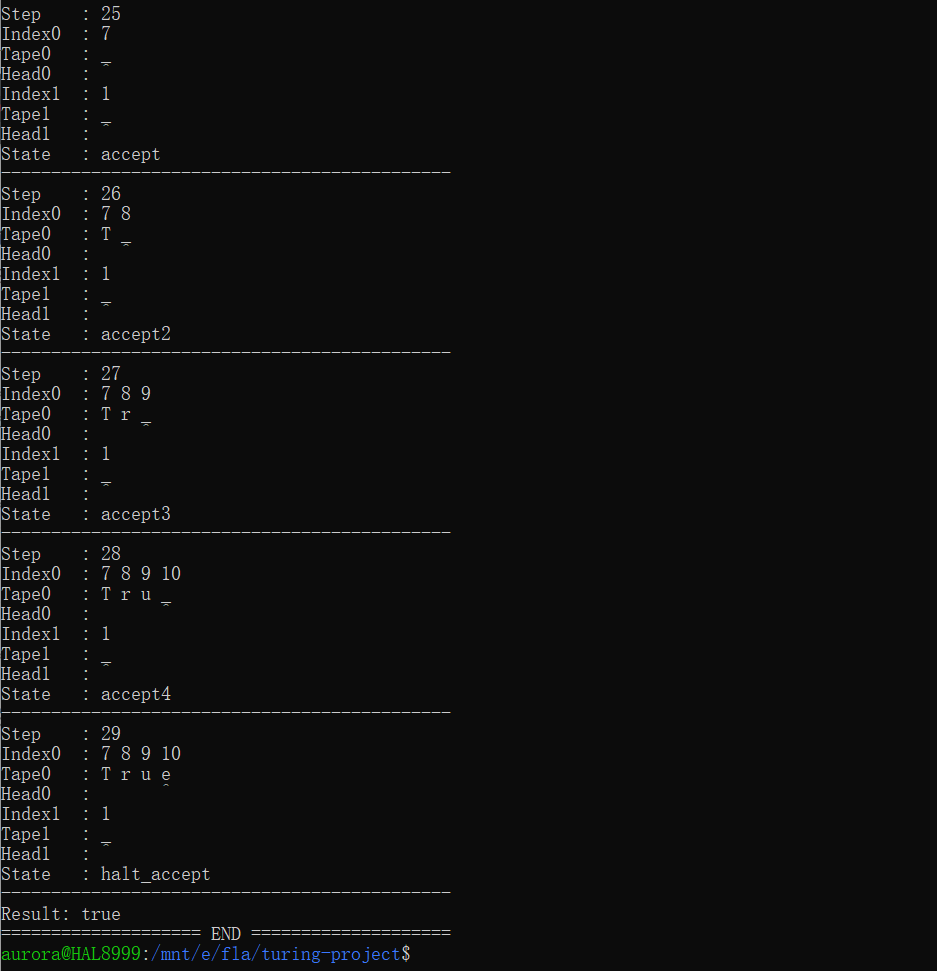 Step    : 25
Index0  : 7
Tape0   : _
Head0   : ^
Index1  : 1
Tape1   : _
Head1   : ^
State   : accept
---------------------------------------------
Step    : 26
Index0  : 7 8
Tape0   : T _
Head0   :   ^
Index1  : 1
Tape1   : _
Head1   : ^
State   : accept2
---------------------------------------------
Step    : 27
Index0  : 7 8 9
Tape0   : T r _
Head0   :     ^
Index1  : 1
Tape1   : _
Head1   : ^
State   : accept3
---------------------------------------------
Step    : 28
Index0  : 7 8 9 10
Tape0   : T r u _
Head0   :       ^
Index1  : 1
Tape1   : _
Head1   : ^
State   : accept4
---------------------------------------------
Step    : 29
Index0  : 7 8 9 10
Tape0   : T r u e
Head0   :       ^
Index1  : 1
Tape1   : _
Head1   : ^
State   : halt_accept
---------------------------------------------
Result: true
==================== END ====================
aurora@HAL8999:/mnt/e/fla/turing-project$